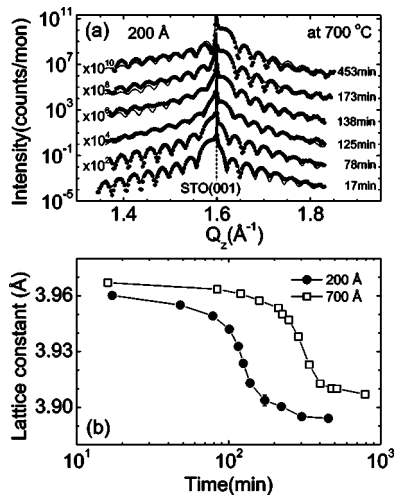 (a) 200 Å at 700 °C
Intensity(counts/mon)
10¹¹
10⁷
10³
10⁻¹
10⁻⁵
x10¹⁰
x10⁸
x10⁶
x10⁴
x10²
453min
173min
138min
125min
78min
17min
STO(001)
1.4 1.6 1.8
Q_z(Å⁻¹)
Lattice constant (Å)
3.96
3.93
3.90
200 Å
700 Å
(b)
10¹ 10² 10³
Time(min)